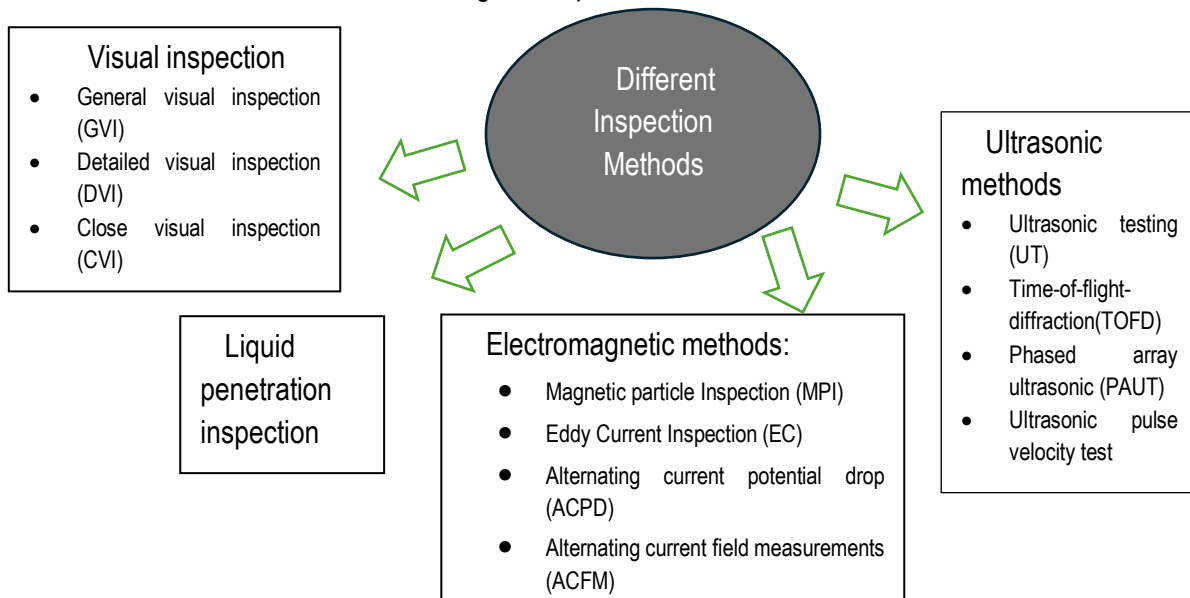 Different
Inspection
Methods
Visual inspection
• General visual inspection
(GVI)
• Detailed visual inspection
(DVI)
• Close visual inspection
(CVI)
Liquid
penetration
inspection
Electromagnetic methods:
• Magnetic particle Inspection (MPI)
• Eddy Current Inspection (EC)
• Alternating current potential drop
(ACPD)
• Alternating current field measurements
(ACFM)
Ultrasonic
methods
• Ultrasonic testing
(UT)
• Time-of-flight-
diffraction(TOFD)
• Phased array
ultrasonic (PAUT)
• Ultrasonic pulse
velocity test